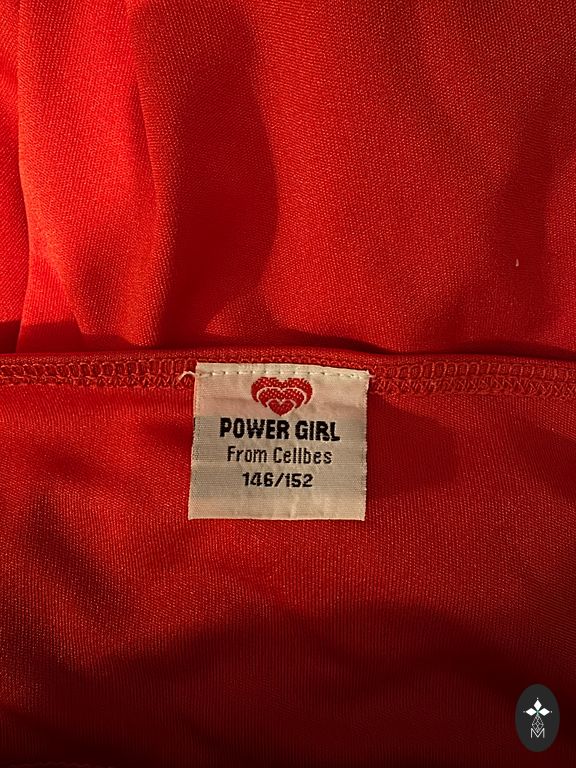 POWER GIRL
From Cellbes
146/152
M